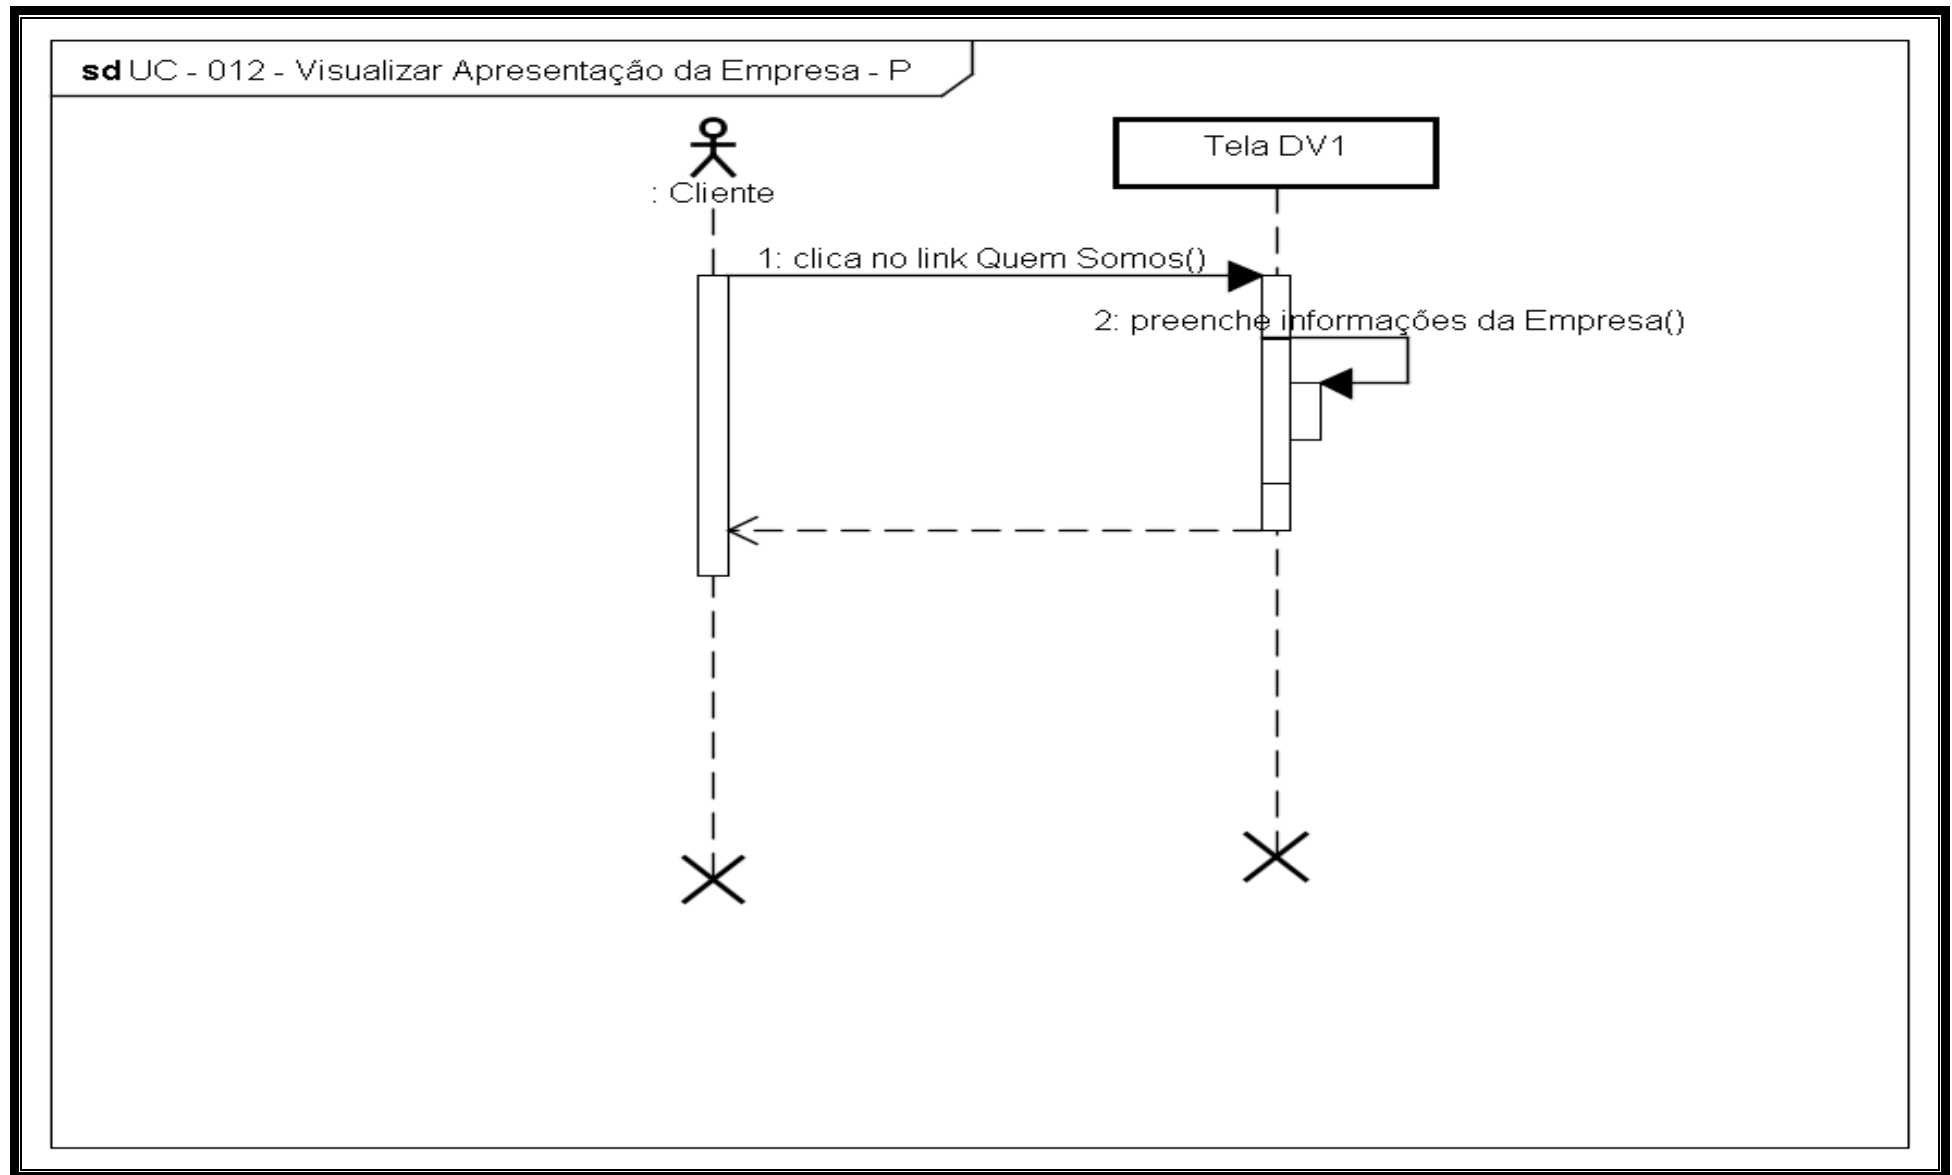 sd UC - 012 - Visualizar Apresentação da Empresa - P
Tela DV1
: Cliente
1: clica no link Quem Somos()
2: preenche informações da Empresa()